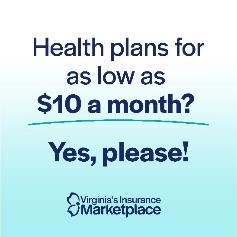 Health plans for
as low as
$10 a month?
Yes, please!
Virginia's Insurance
Marketplace